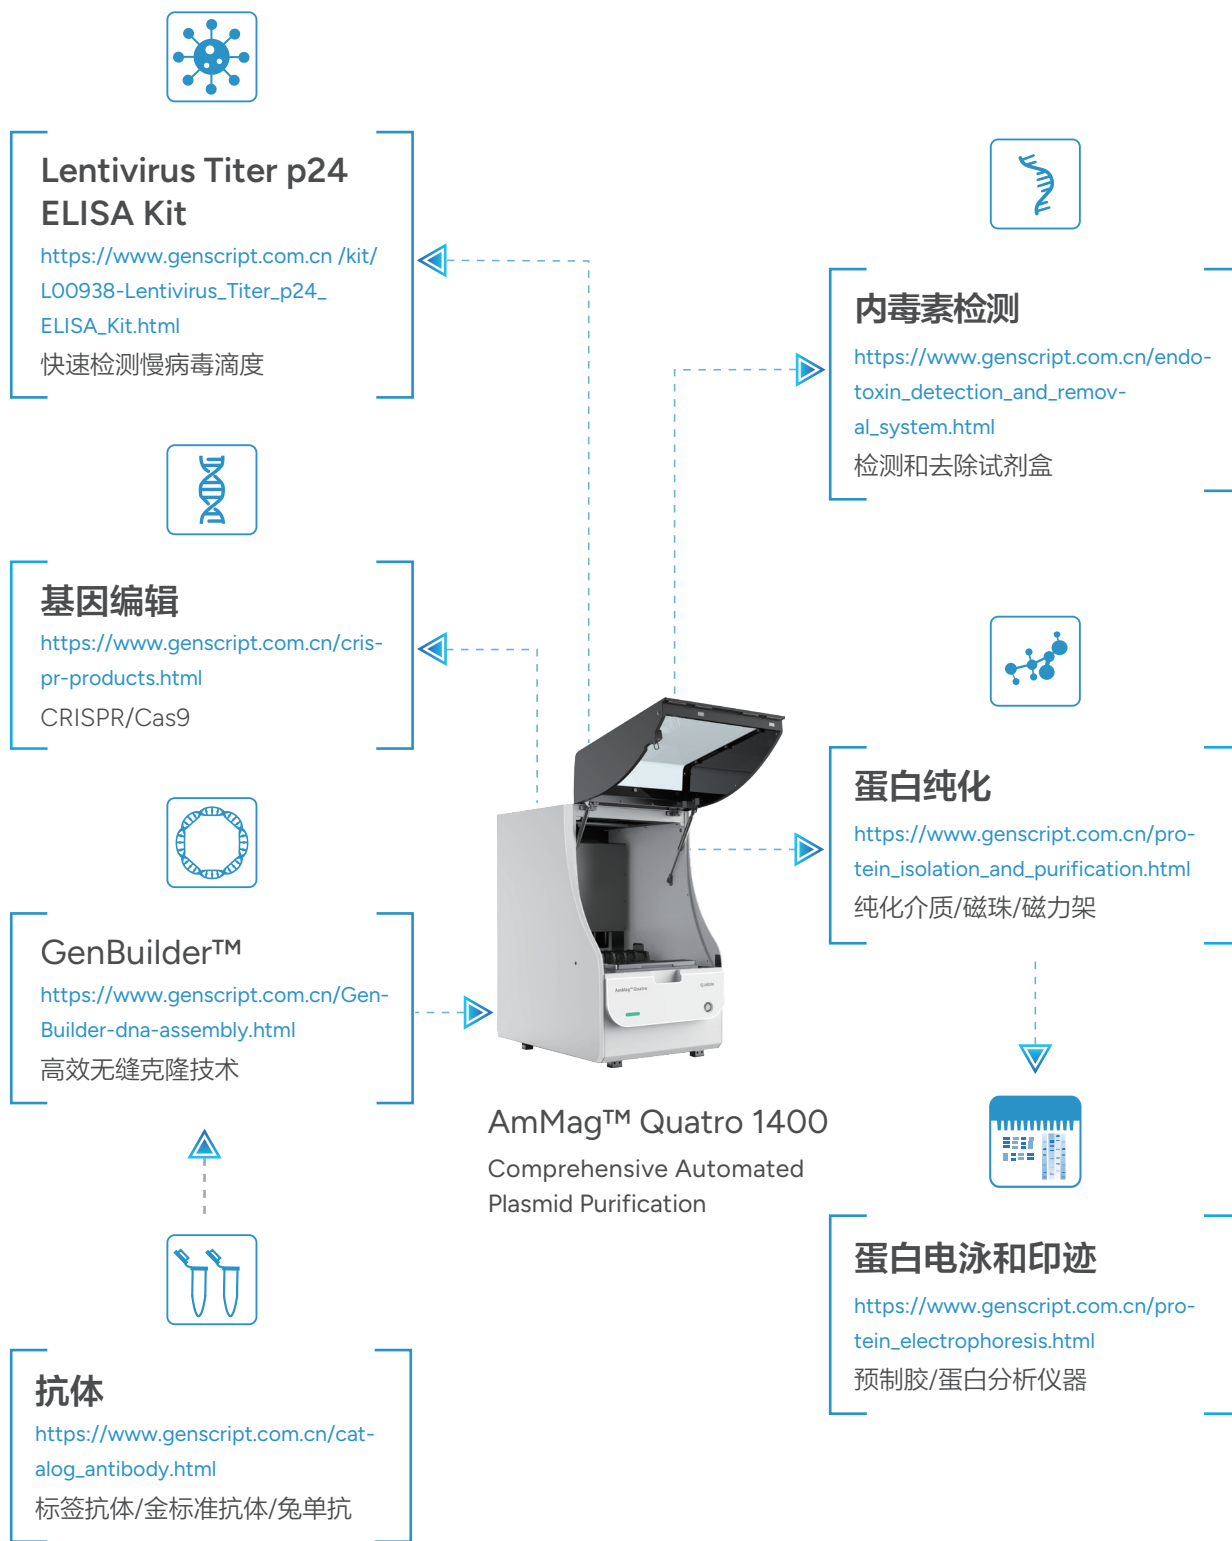 Lentivirus Titer p24
ELISA Kit
https://www.genscript.com.cn /kit/
L00938-Lentivirus_Titer_p24_
ELISA_Kit.html
快速检测慢病毒滴度
基因编辑
https://www.genscript.com.cn/cris-
pr-products.html
CRISPR/Cas9
GenBuilder™
https://www.genscript.com.cn/Gen-
Builder-dna-assembly.html
高效无缝克隆技术
抗体
https://www.genscript.com.cn/cat-
alog_antibody.html
标签抗体/金标准抗体/兔单抗
AmMag™ Quatro
AmMag™ Quatro 1400
Comprehensive Automated
Plasmid Purification
内毒素检测
https://www.genscript.com.cn/endo-
toxin_detection_and_remov-
al_system.html
检测和去除试剂盒
蛋白纯化
https://www.genscript.com.cn/pro-
tein_isolation_and_purification.html
纯化介质/磁珠/磁力架
蛋白电泳和印迹
https://www.genscript.com.cn/pro-
tein_electrophoresis.html
预制胶/蛋白分析仪器